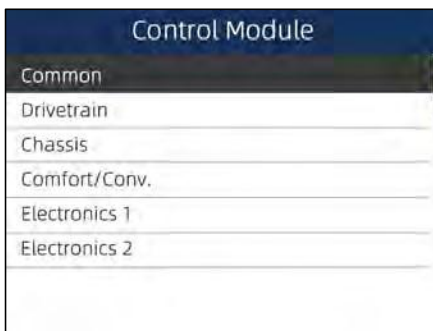 Control Module
Common
Drivetrain
Chassis
Comfort/Conv.
Electronics 1
Electronics 2